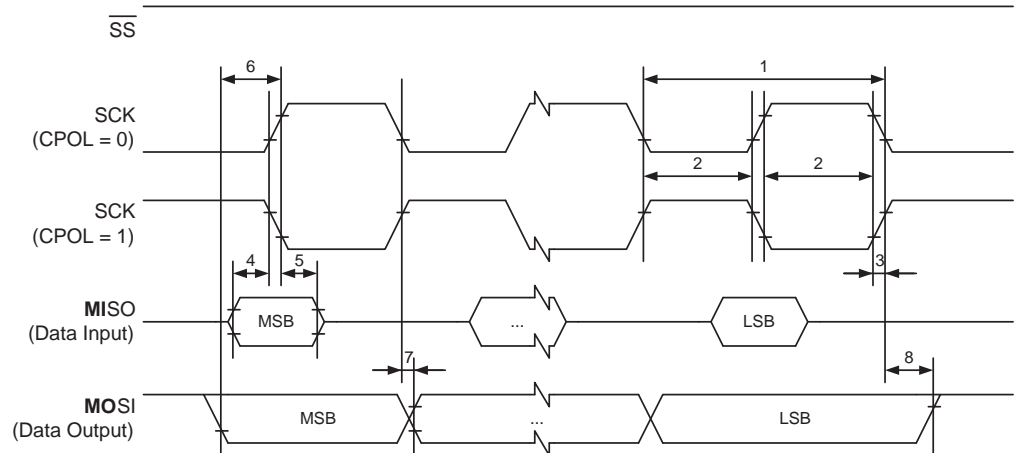 SS
6
1
SCK
(CPOL = 0)
2
2
SCK
(CPOL = 1)
4
5
3
MISO
(Data Input)
MSB
...
LSB
7
8
MOSI
(Data Output)
MSB
...
LSB